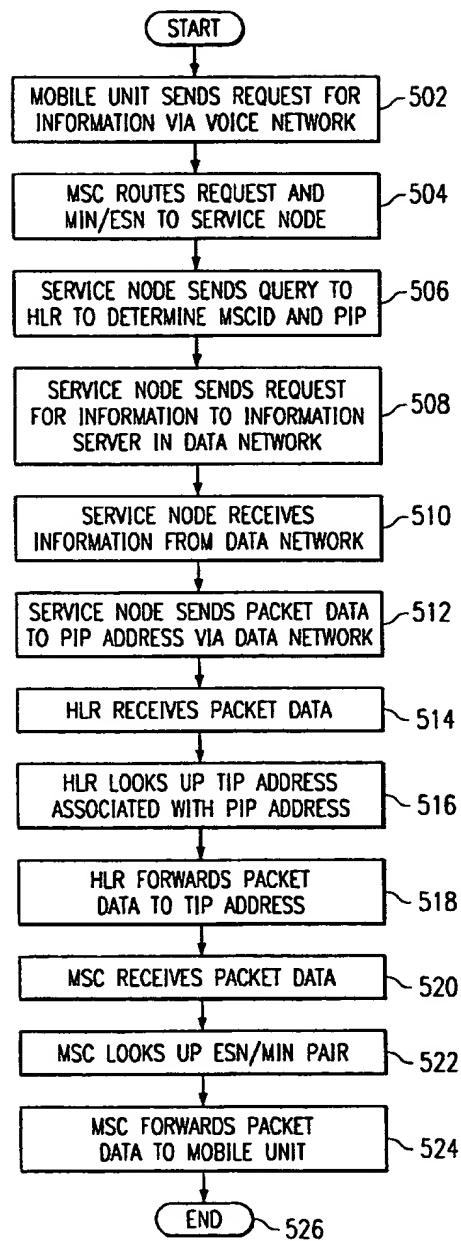 START
MOBILE UNIT SENDS REQUEST FOR
INFORMATION VIA VOICE NETWORK
502
MSC ROUTES REQUEST AND
MIN/ESN TO SERVICE NODE
504
SERVICE NODE SENDS QUERY TO
HLR TO DETERMINE MSCID AND PIP
506
SERVICE NODE SENDS REQUEST
FOR INFORMATION TO INFORMATION
SERVER IN DATA NETWORK
508
SERVICE NODE RECEIVES
INFORMATION FROM DATA NETWORK
510
SERVICE NODE SENDS PACKET DATA
TO PIP ADDRESS VIA DATA NETWORK
512
HLR RECEIVES PACKET DATA
514
HLR LOOKS UP TIP ADDRESS
ASSOCIATED WITH PIP ADDRESS
516
HLR FORWARDS PACKET
DATA TO TIP ADDRESS
518
MSC RECEIVES PACKET DATA
520
MSC LOOKS UP ESN/MIN PAIR
522
MSC FORWARDS PACKET
DATA TO MOBILE UNIT
524
END
526